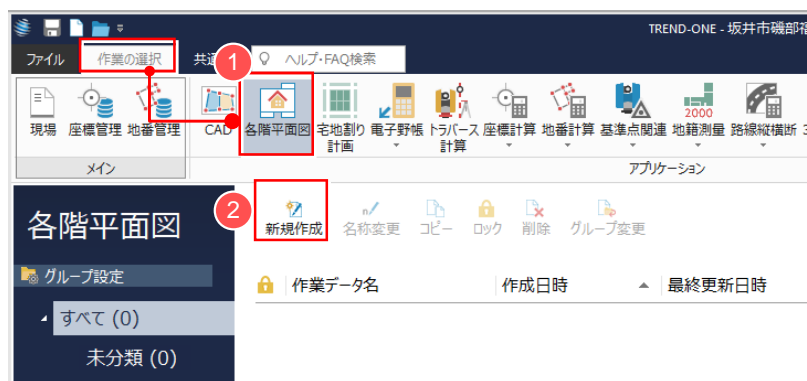 TREND-ONE - 坂井市磯部福
ファイル 作業の選択 共通 ヘルプ・FAQ検索
1
現場 座標管理 地番管理 CAD 各階平面図 宅地割り計画 電子野帳 トラバース計算 座標計算 地番計算 基準点関連 地籍測量 路線縦横断 3
2000
メイン アプリケーション
各階平面図
2
新規作成 名称変更 コピー ロック 削除 グループ変更
グループ設定
作業データ名 作成日時 最終更新日時
すべて (0)
未分類 (0)